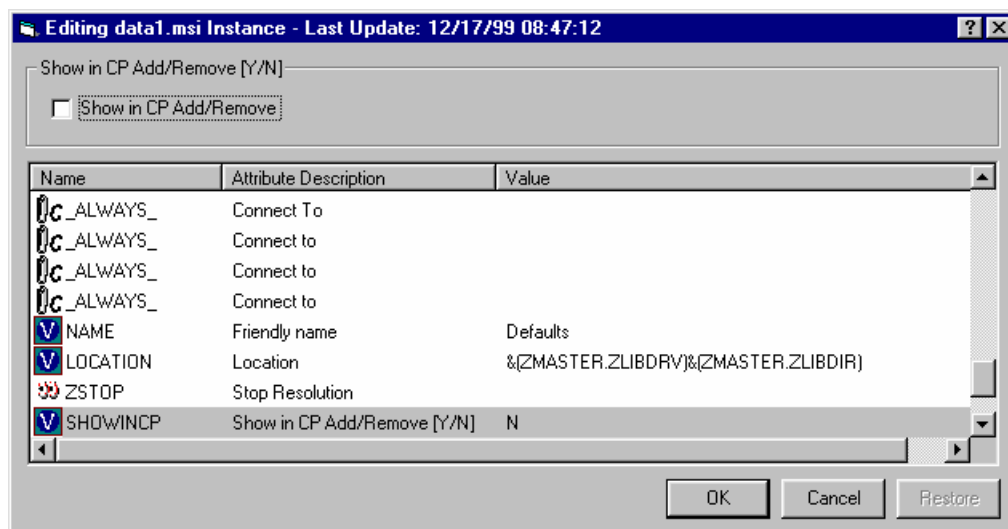 Editing data1.msi Instance - Last Update: 12/17/99 08:47:12
Show in CP Add/Remove [Y/N]
Show in CP Add/Remove
Name Attribute Description Value
_ALWAYS_ Connect To
_ALWAYS_ Connect to
_ALWAYS_ Connect to
_ALWAYS_ Connect to
V NAME Friendly name Defaults
V LOCATION Location &(ZMASTER.ZLIBDRV)&(ZMASTER.ZLIBDIR)
ZSTOP Stop Resolution
V SHOWINCP Show in CP Add/Remove [Y/N] N
OK Cancel Restore